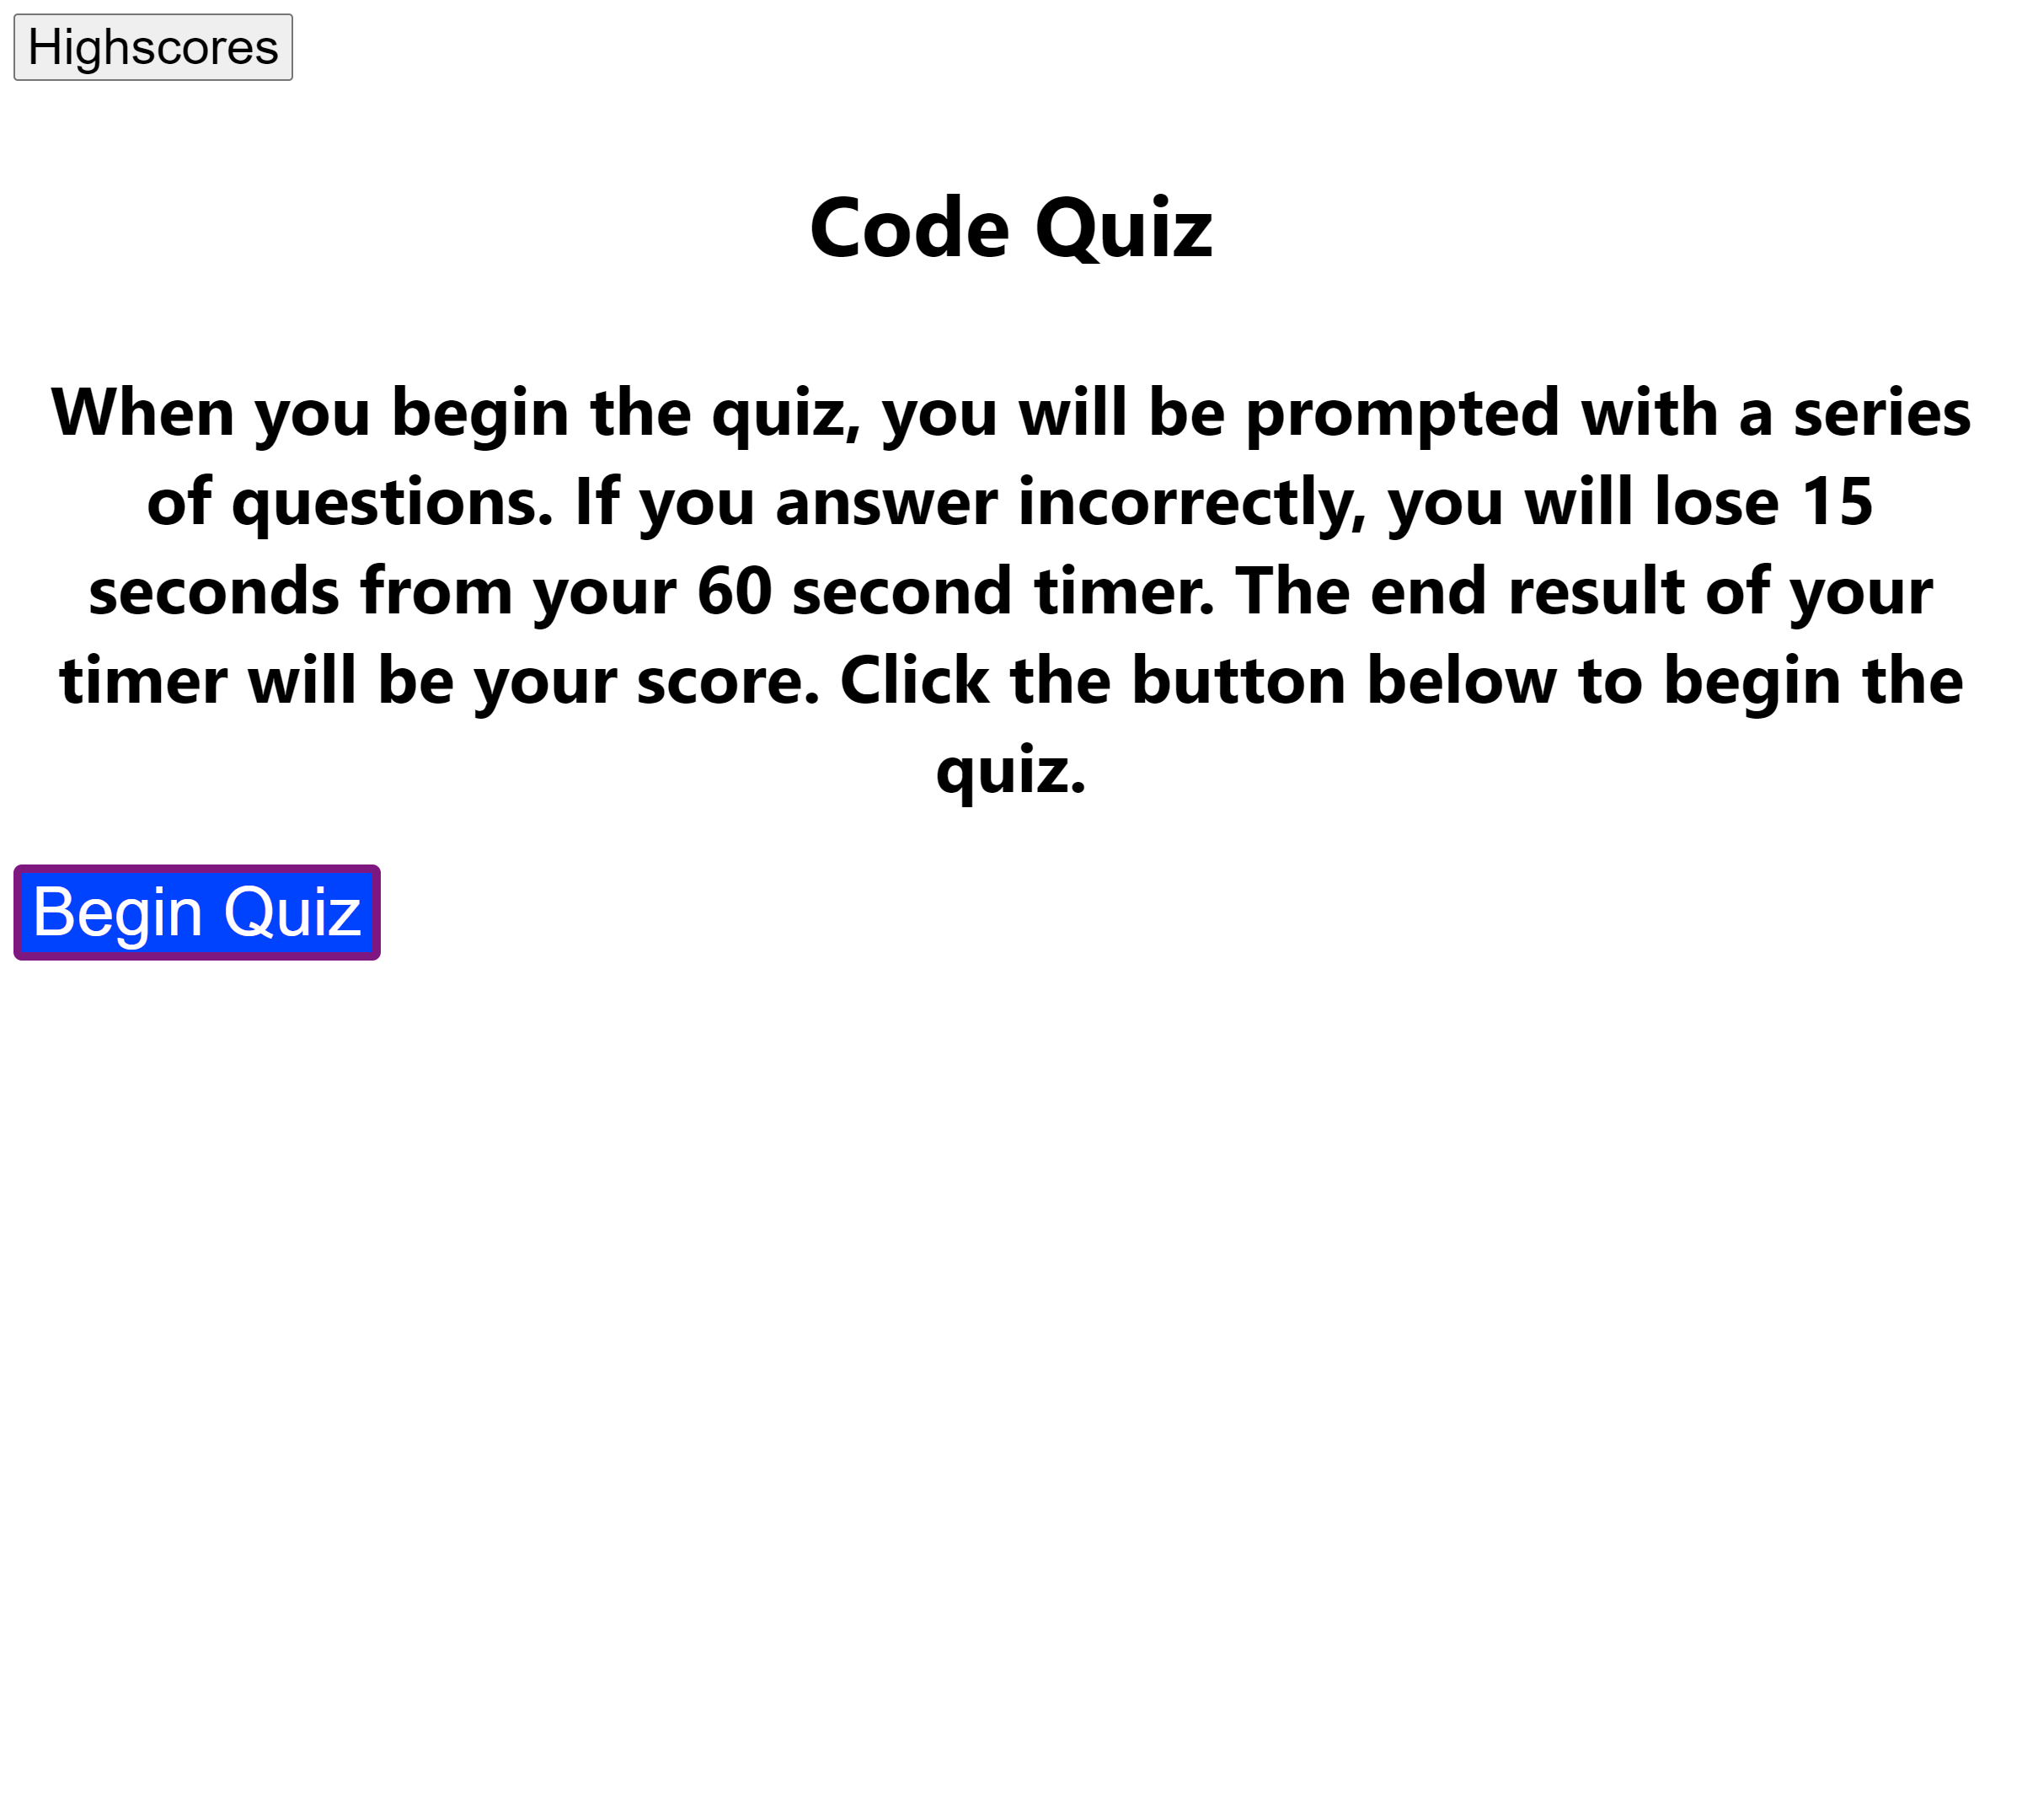 Highscores
Code Quiz
When you begin the quiz, you will be prompted with a series
of questions. If you answer incorrectly, you will lose 15
seconds from your 60 second timer. The end result of your
timer will be your score. Click the button below to begin the
quiz.
Begin Quiz